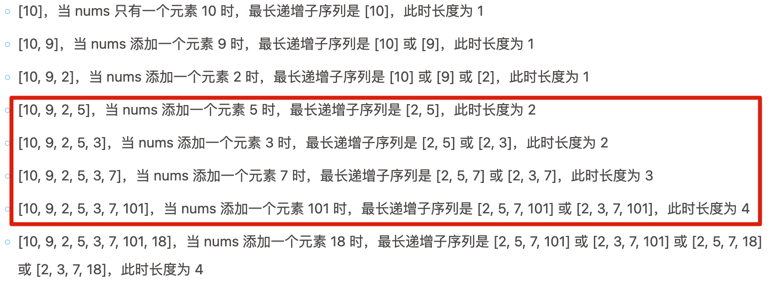 [10]，当 nums 只有一个元素 10 时，最长递增子序列是 [10]，此时长度为 1
[10, 9]，当 nums 添加一个元素 9 时，最长递增子序列是 [10] 或 [9]，此时长度为 1
[10, 9, 2]，当 nums 添加一个元素 2 时，最长递增子序列是 [10] 或 [9] 或 [2]，此时长度为 1
[10, 9, 2, 5]，当 nums 添加一个元素 5 时，最长递增子序列是 [2, 5]，此时长度为 2
[10, 9, 2, 5, 3]，当 nums 添加一个元素 3 时，最长递增子序列是 [2, 5] 或 [2, 3]，此时长度为 2
[10, 9, 2, 5, 3, 7]，当 nums 添加一个元素 7 时，最长递增子序列是 [2, 5, 7] 或 [2, 3, 7]，此时长度为 3
[10, 9, 2, 5, 3, 7, 101]，当 nums 添加一个元素 101 时，最长递增子序列是 [2, 5, 7, 101] 或 [2, 3, 7, 101]，此时长度为 4
[10, 9, 2, 5, 3, 7, 101, 18]，当 nums 添加一个元素 18 时，最长递增子序列是 [2, 5, 7, 101] 或 [2, 3, 7, 101] 或 [2, 5, 7, 18]
或 [2, 3, 7, 18]，此时长度为 4